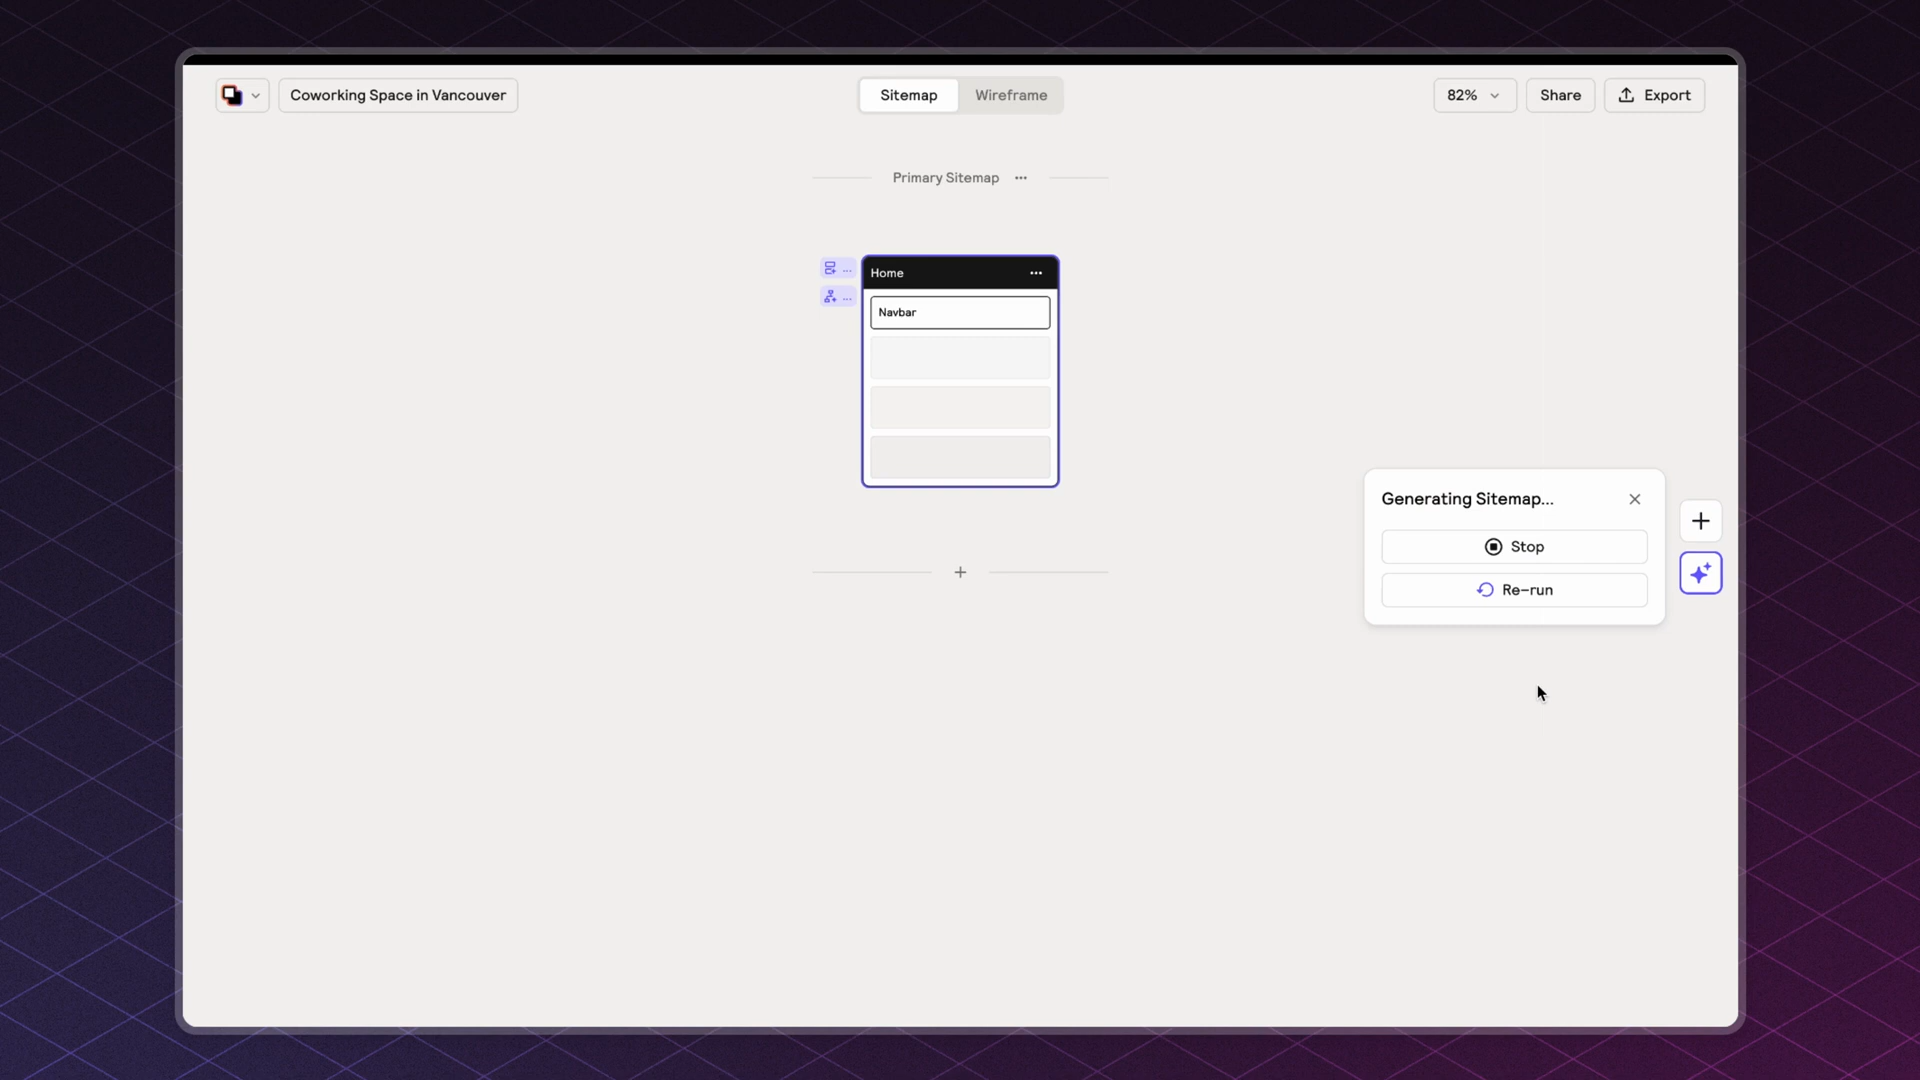 Coworking Space in Vancouver
Sitemap
Wireframe
82%
Share
Export
Primary Sitemap ...
Home ...
...
...
Navbar
Generating Sitemap...
Stop
Re-run